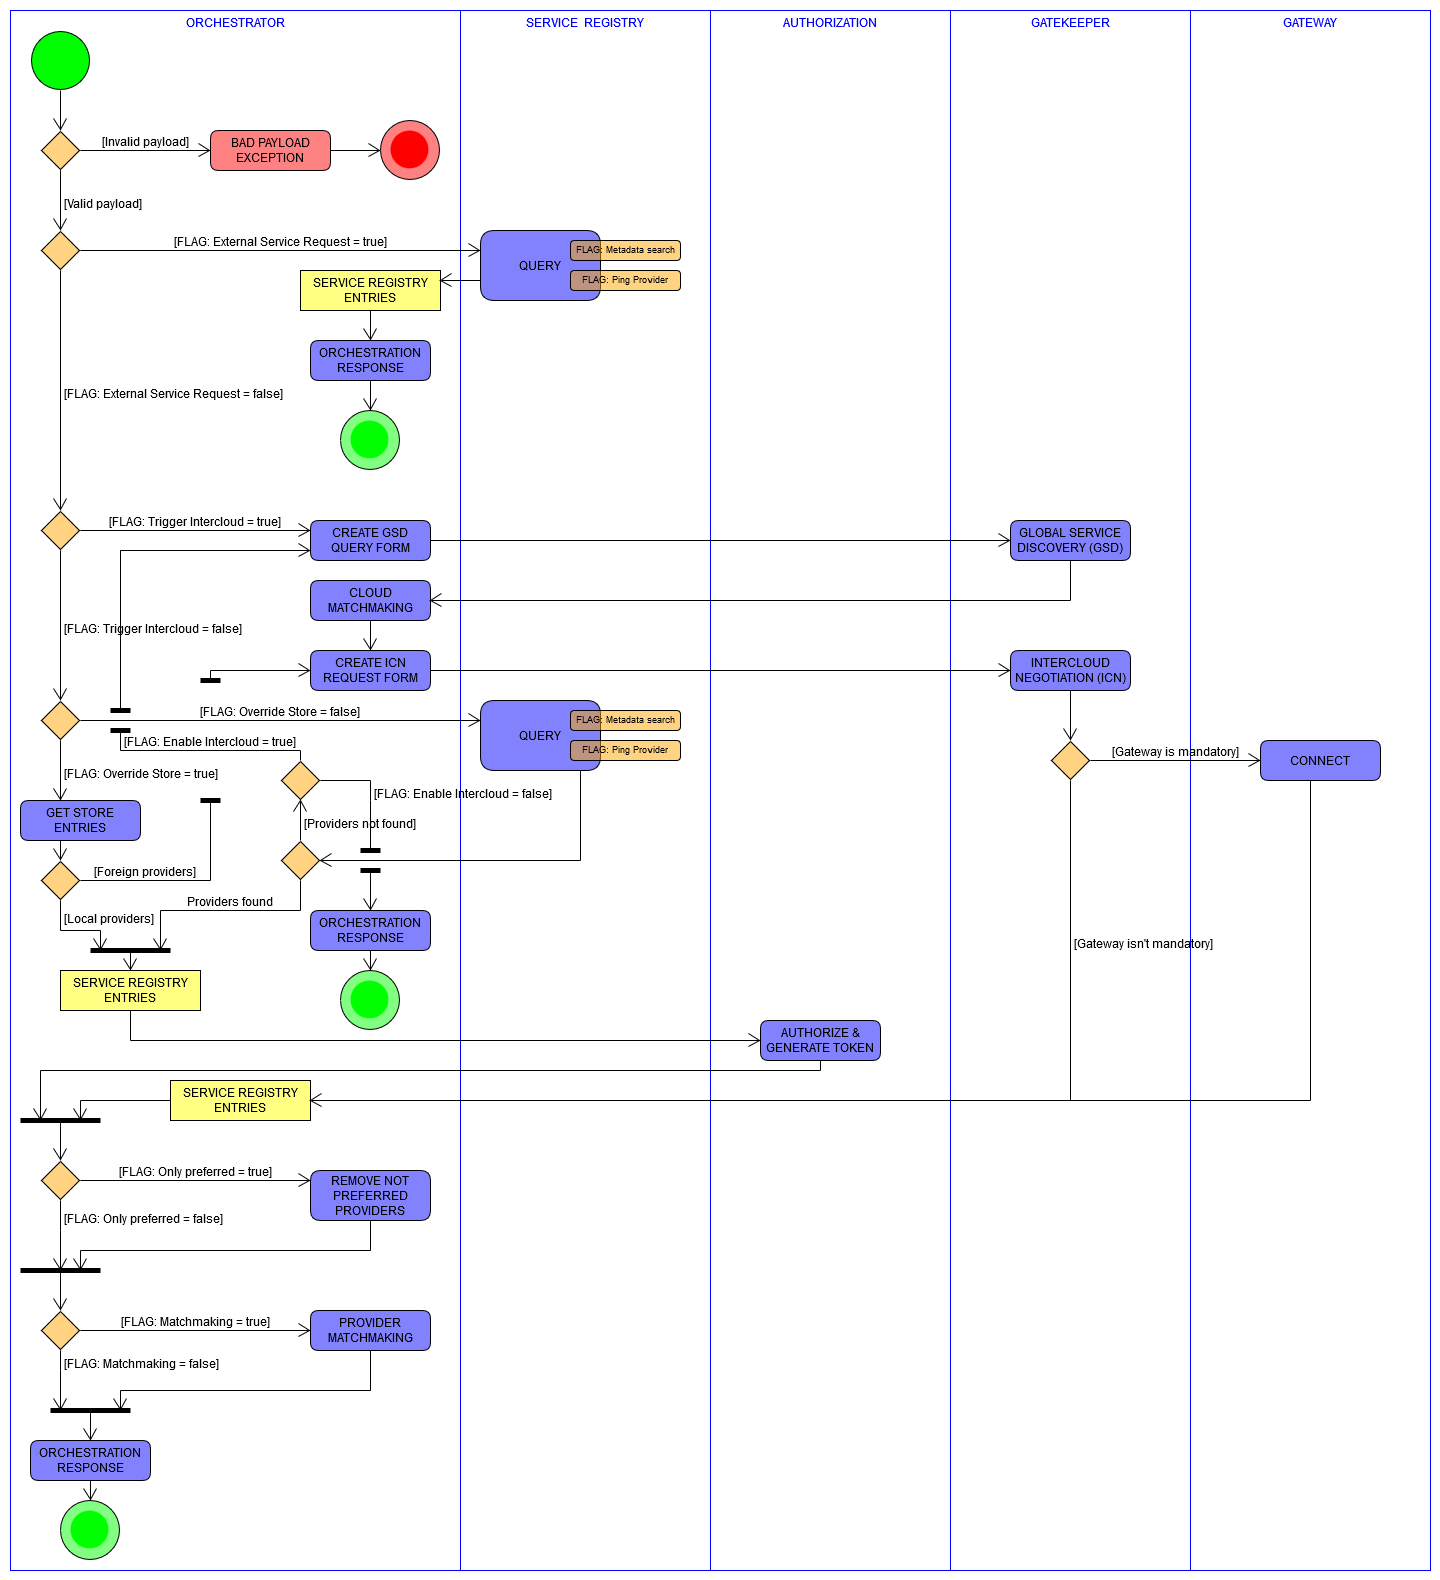 ORCHESTRATOR
SERVICE REGISTRY
AUTHORIZATION
GATEKEEPER
GATEWAY
[Invalid payload]
BAD PAYLOAD
EXCEPTION
[Valid payload]
[FLAG: External Service Request = true]
QUERY
FLAG: Metadata search
FLAG: Ping Provider
SERVICE REGISTRY
ENTRIES
ORCHESTRATION
RESPONSE
[FLAG: External Service Request = false]
[FLAG: Trigger Intercloud = true]
CREATE GSD
QUERY FORM
GLOBAL SERVICE
DISCOVERY (GSD)
CLOUD
MATCHMAKING
[FLAG: Trigger Intercloud = false]
CREATE ICN
REQUEST FORM
INTERCLOUD
NEGOTIATION (ICN)
[FLAG: Override Store = false]
QUERY
FLAG: Metadata search
FLAG: Ping Provider
[FLAG: Enable Intercloud = true]
[Gateway is mandatory]
CONNECT
[FLAG: Override Store = true]
[FLAG: Enable Intercloud = false]
GET STORE
ENTRIES
[Providers not found]
[Foreign providers]
Providers found
[Local providers]
ORCHESTRATION
RESPONSE
[Gateway isn't mandatory]
SERVICE REGISTRY
ENTRIES
AUTHORIZE &
GENERATE TOKEN
SERVICE REGISTRY
ENTRIES
[FLAG: Only preferred = true]
REMOVE NOT
PREFERRED
PROVIDERS
[FLAG: Only preferred = false]
[FLAG: Matchmaking = true]
PROVIDER
MATCHMAKING
[FLAG: Matchmaking = false]
ORCHESTRATION
RESPONSE